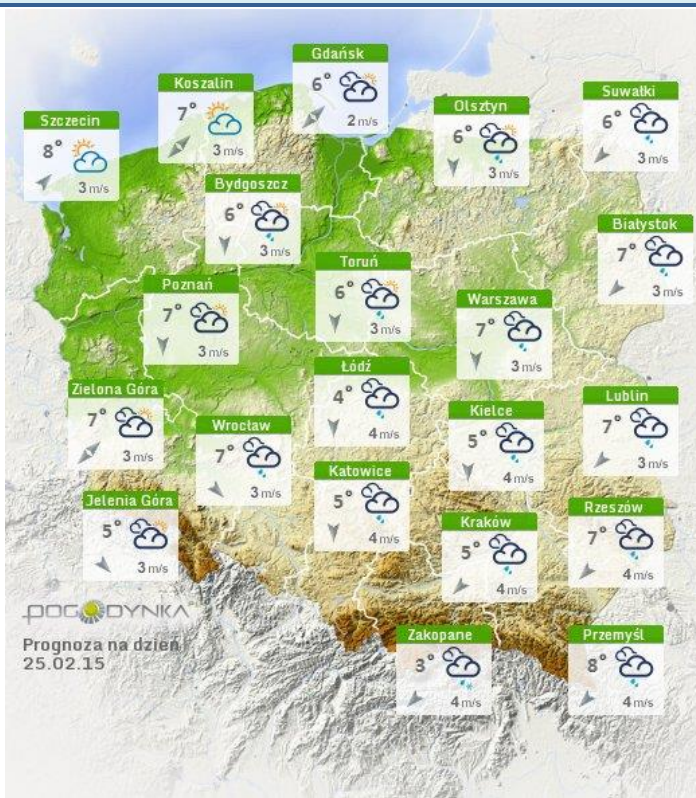 Gdańsk
6°
2 m/s
Koszalin
7°
3 m/s
Szczecin
8°
3 m/s
Olsztyn
6°
3 m/s
Suwałki
6°
3 m/s
Bydgoszcz
6°
3 m/s
Białystok
7°
3 m/s
Toruń
6°
3 m/s
Poznań
7°
3 m/s
Warszawa
7°
3 m/s
Łódź
4°
4 m/s
Zielona Góra
7°
3 m/s
Wrocław
7°
3 m/s
Kielce
5°
4 m/s
Lublin
7°
3 m/s
Katowice
5°
4 m/s
Jelenia Góra
5°
3 m/s
Kraków
5°
4 m/s
Rzeszów
7°
4 m/s
POGODYNKA
Prognoza na dzień
25.02.15
Zakopane
3°
4 m/s
Przemyśl
8°
4 m/s